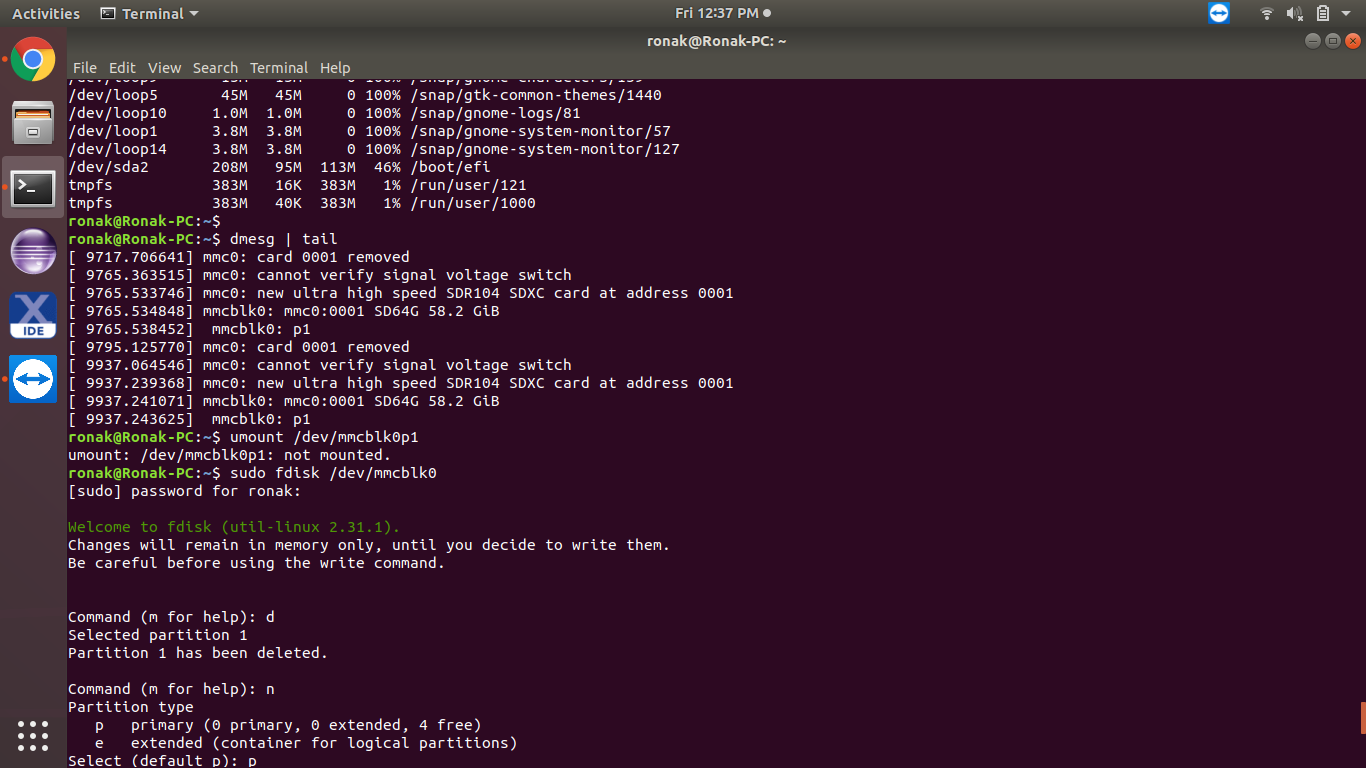 Activities Terminal Fri 12:37 PM
ronak@Ronak-PC: ~
File Edit View Search Terminal Help
/dev/loop5 45M 45M 0 100% /snap/gtk-common-themes/1440
/dev/loop10 1.0M 1.0M 0 100% /snap/gnome-logs/81
/dev/loop1 3.8M 3.8M 0 100% /snap/gnome-system-monitor/57
/dev/loop14 3.8M 3.8M 0 100% /snap/gnome-system-monitor/127
/dev/sda2 208M 95M 113M 46% /boot/efi
tmpfs 383M 16K 383M 1% /run/user/121
tmpfs 383M 40K 383M 1% /run/user/1000
ronak@Ronak-PC:~$
ronak@Ronak-PC:~$ dmesg | tail
[ 9717.706641] mmc0: card 0001 removed
[ 9765.363515] mmc0: cannot verify signal voltage switch
[ 9765.533746] mmc0: new ultra high speed SDR104 SDXC card at address 0001
[ 9765.534848] mmcblk0: mmc0:0001 SD64G 58.2 GiB
[ 9765.538452]  mmcblk0: p1
[ 9795.125770] mmc0: card 0001 removed
[ 9937.064546] mmc0: cannot verify signal voltage switch
[ 9937.239368] mmc0: new ultra high speed SDR104 SDXC card at address 0001
[ 9937.241071] mmcblk0: mmc0:0001 SD64G 58.2 GiB
[ 9937.243625]  mmcblk0: p1
ronak@Ronak-PC:~$ umount /dev/mmcblk0p1
umount: /dev/mmcblk0p1: not mounted.
ronak@Ronak-PC:~$ sudo fdisk /dev/mmcblk0
[sudo] password for ronak:
Welcome to fdisk (util-linux 2.31.1).
Changes will remain in memory only, until you decide to write them.
Be careful before using the write command.
Command (m for help): d
Selected partition 1
Partition 1 has been deleted.
Command (m for help): n
Partition type
p primary (0 primary, 0 extended, 4 free)
e extended (container for logical partitions)
Select (default p): p
X
IDE